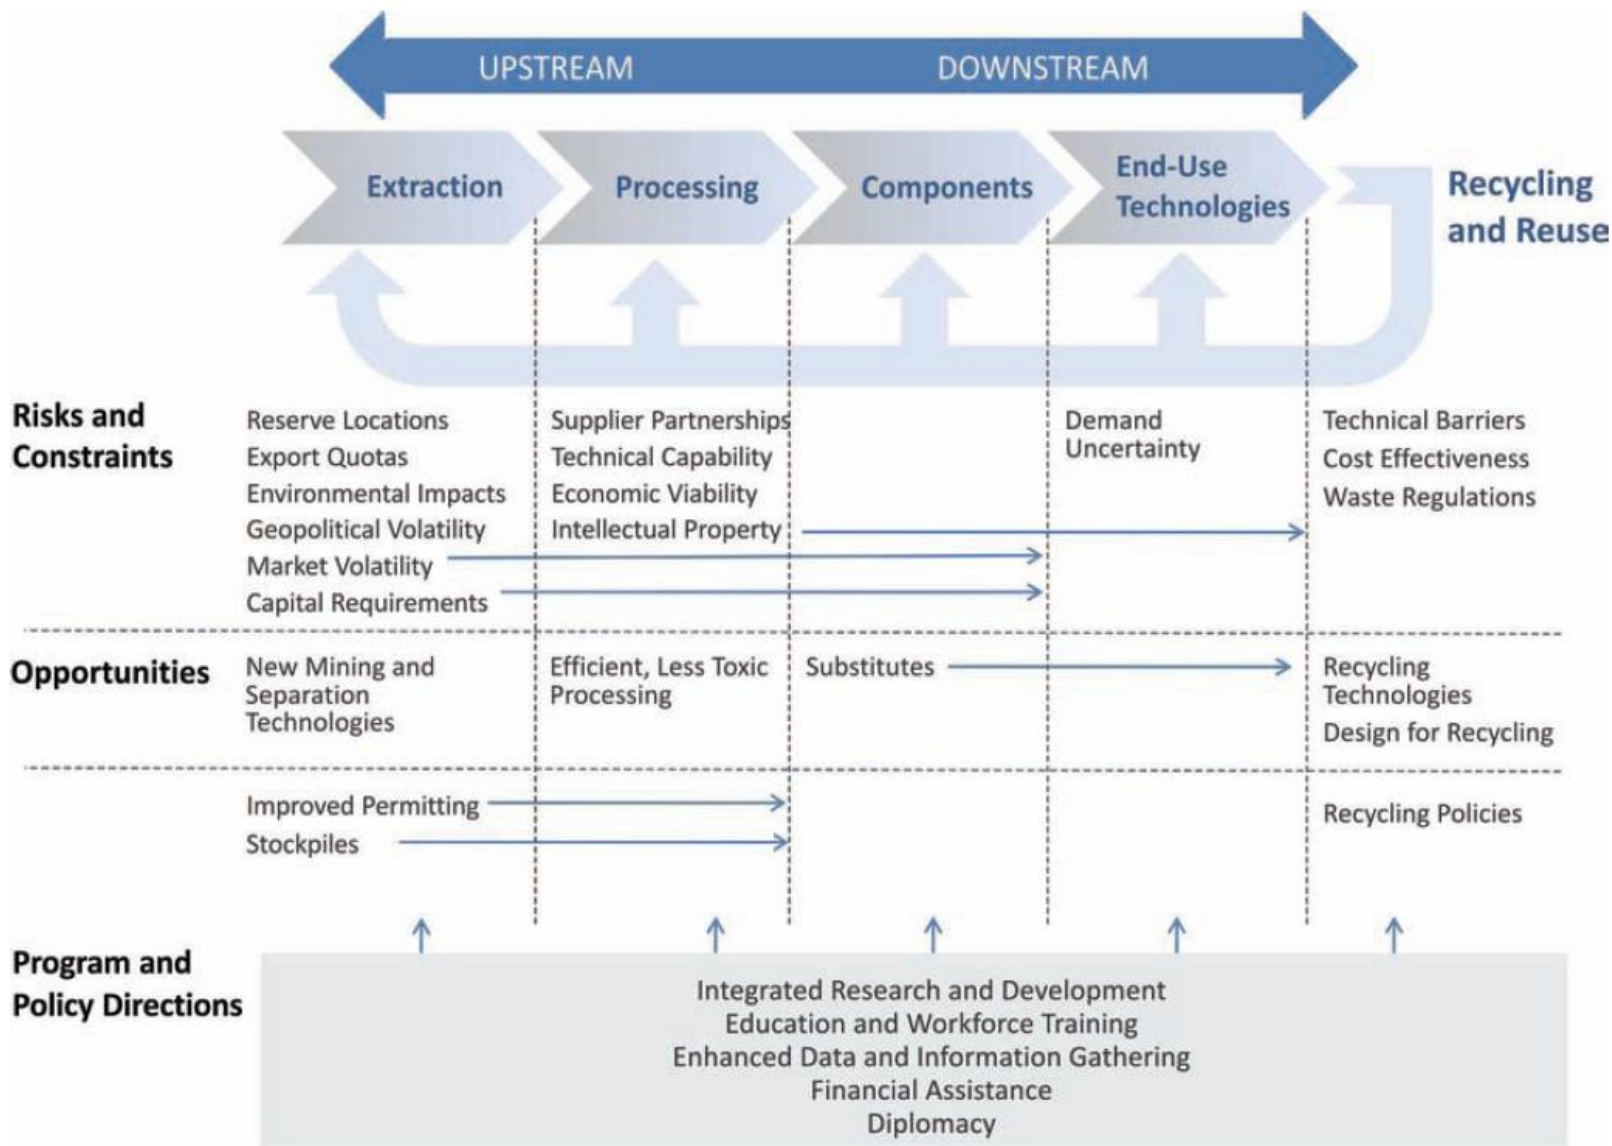 UPSTREAM
DOWNSTREAM
Extraction
Processing
Components
End-Use
Technologies
Recycling
and Reuse
Risks and
Constraints
Reserve Locations
Export Quotas
Environmental Impacts
Geopolitical Volatility
Market Volatility
Capital Requirements
Supplier Partnerships
Technical Capability
Economic Viability
Intellectual Property
Demand
Uncertainty
Technical Barriers
Cost Effectiveness
Waste Regulations
Opportunities
New Mining and
Separation
Technologies
Efficient, Less Toxic
Processing
Substitutes
Recycling
Technologies
Design for Recycling
Improved Permitting
Stockpiles
Recycling Policies
Program and
Policy Directions
Integrated Research and Development
Education and Workforce Training
Enhanced Data and Information Gathering
Financial Assistance
Diplomacy